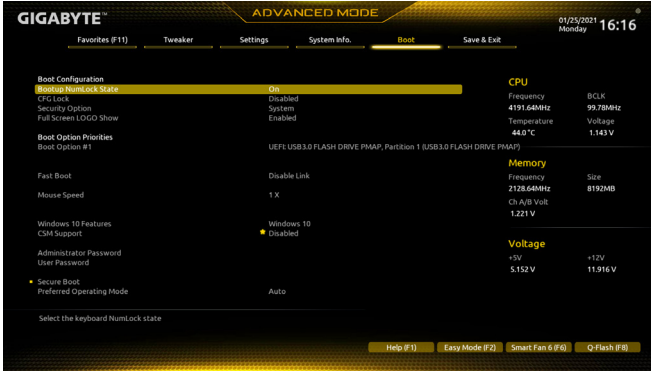 GIGABYTE™
ADVANCED MODE
01/25/2021 Monday 16:16
Favorites (F11) Tweaker Settings System Info. Boot Save & Exit
Boot Configuration
Bootup NumLock State On
CFG Lock Disabled
Security Option System
Full Screen LOGO Show Enabled
Boot Option Priorities
Boot Option #1 UEFI: USB3.0 FLASH DRIVE PMAP, Partition 1 (USB3.0 FLASH DRIVE PMAP)
Fast Boot Disable Link
Mouse Speed 1 X
Windows 10 Features Windows 10
CSM Support Disabled
Administrator Password
User Password
Secure Boot
Preferred Operating Mode Auto
Select the keyboard NumLock state
CPU
Frequency BCLK
4191.64MHz 99.78MHz
Temperature Voltage
44.0 °C 1.143 V
Memory
Frequency Size
2128.64MHz 8192MB
Ch A/B Volt
1.221 V
Voltage
+5V +12V
5.152 V 11.916 V
Help (F1) Easy Mode (F2) Smart Fan 6 (F6) Q-Flash (F8)